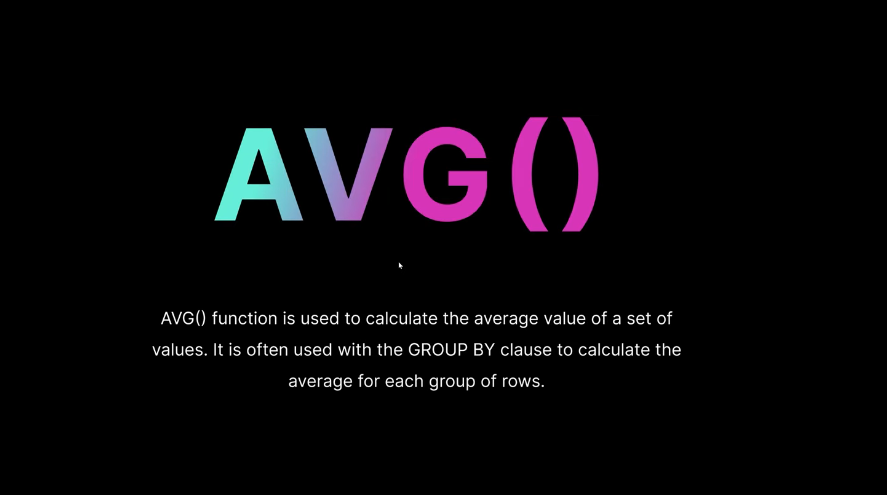 AVG()
AVG() function is used to calculate the average value of a set of
values. It is often used with the GROUP BY clause to calculate the
average for each group of rows.